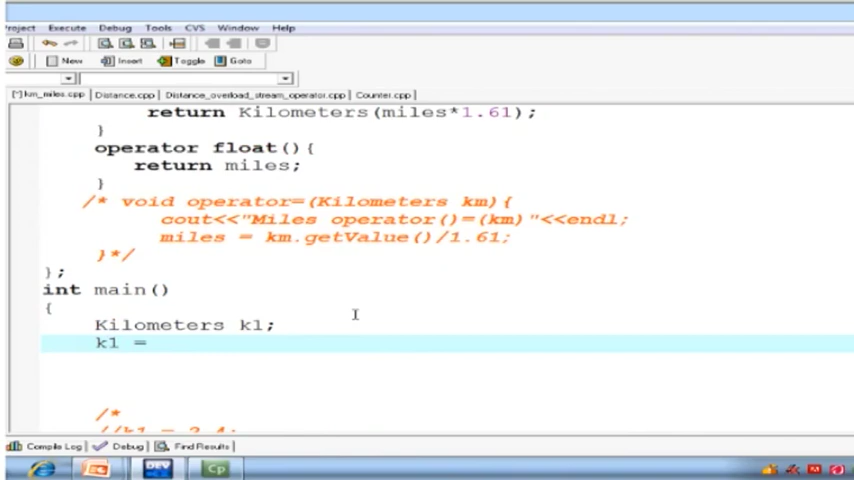 Project Execute Debug Tools CVS Window Help
New Insert Toggle Goto
[*] km_miles.cpp Distance.cpp Distance_overload_stream_operator.cpp Counter.cpp
return Kilometers(miles*1.61);
}
operator float(){
return miles;
}
/* void operator=(Kilometers km){
cout<<"Miles operator()=(km)"<<endl;
miles = km.getValue()/1.61;
}*/
};
int main()
{
Kilometers k1;
k1 =
/*
//k1 = 2.4;
Compile Log Debug Find Results
DEV Cp